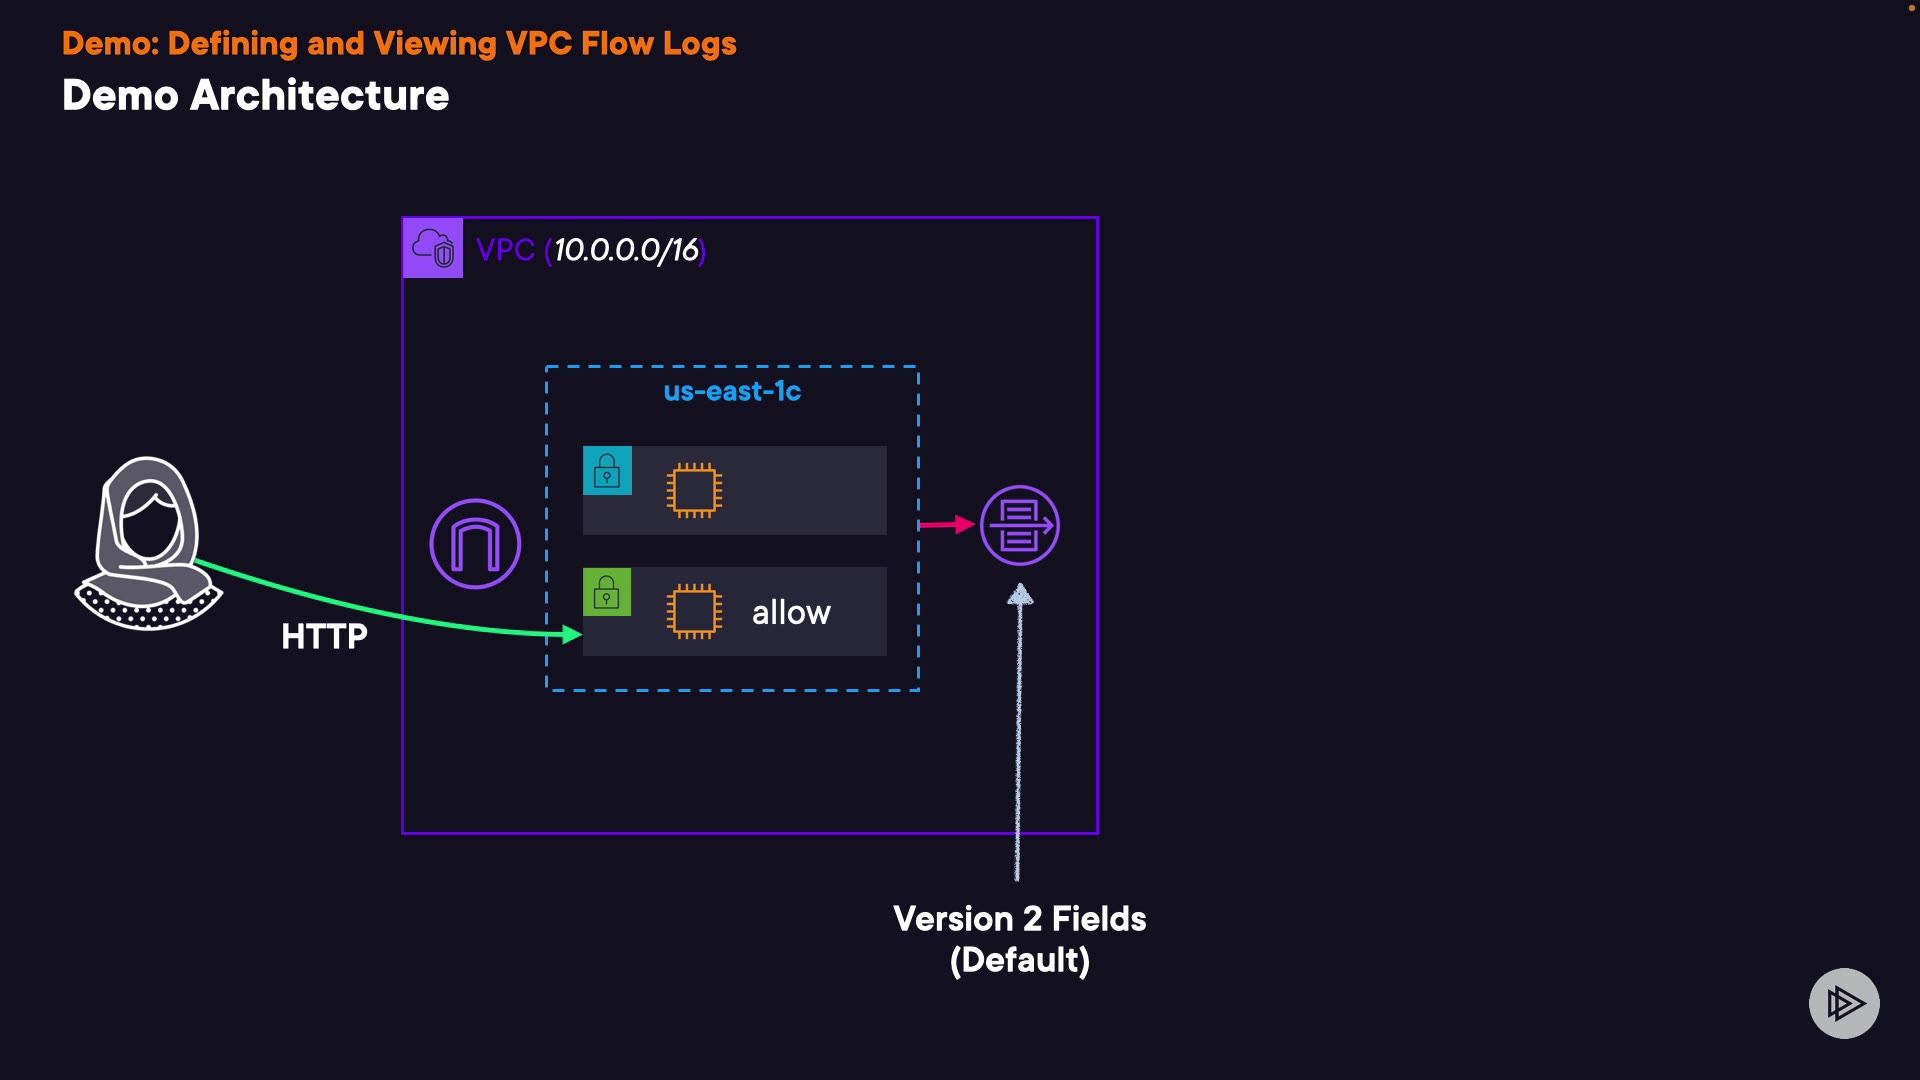 Demo: Defining and Viewing VPC Flow Logs
Demo Architecture
VPC (10.0.0.0/16)
us-east-1c
allow
HTTP
Version 2 Fields
(Default)